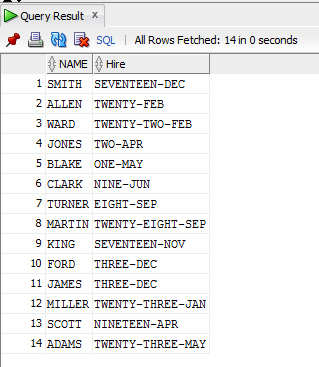 Query Result x
SQL | All Rows Fetched: 14 in 0 seconds
NAME Hire
1 SMITH SEVENTEEN-DEC
2 ALLEN TWENTY-FEB
3 WARD TWENTY-TWO-FEB
4 JONES TWO-APR
5 BLAKE ONE-MAY
6 CLARK NINE-JUN
7 TURNER EIGHT-SEP
8 MARTIN TWENTY-EIGHT-SEP
9 KING SEVENTEEN-NOV
10 FORD THREE-DEC
11 JAMES THREE-DEC
12 MILLER TWENTY-THREE-JAN
13 SCOTT NINETEEN-APR
14 ADAMS TWENTY-THREE-MAY